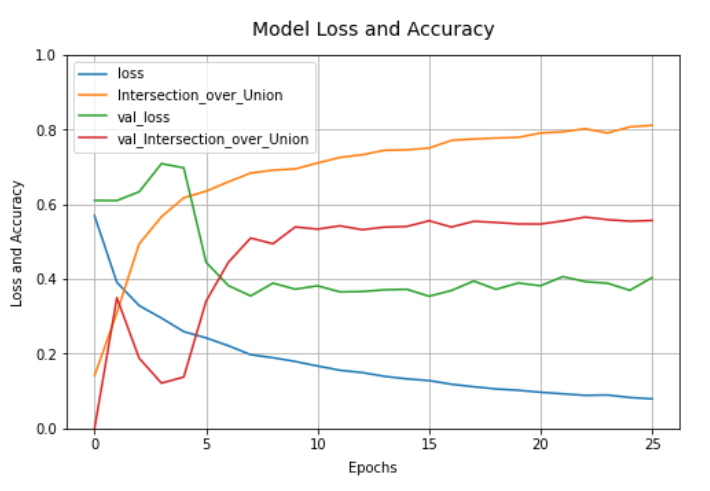 Model Loss and Accuracy
1.0
0.8
0.6
0.4
0.2
0.0
Loss and Accuracy
loss
Intersection_over_Union
val_loss
val_Intersection_over_Union
0 5 10 15 20 25
Epochs